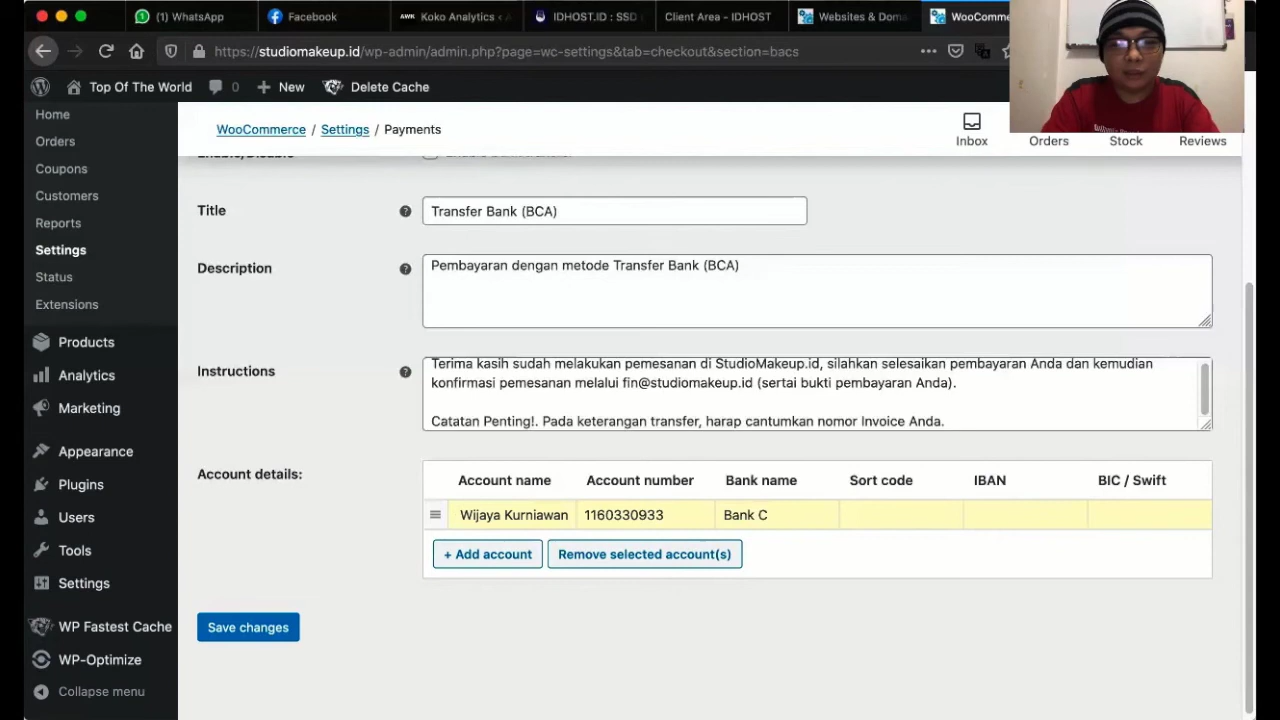 (1) WhatsApp
Facebook
AWK Koko Analytics
IDHOST.ID : SSD
Client Area - IDHOST
Websites & Doma
WooComme
https://studiomakeup.id/wp-admin/admin.php?page=wc-settings&tab=checkout&section=bacs
Top Of The World
0
New
Delete Cache
Home
Orders
Coupons
Customers
Reports
Settings
Status
Extensions
Products
Analytics
Marketing
Appearance
Plugins
Users
Tools
Settings
WP Fastest Cache
WP-Optimize
Collapse menu
WooCommerce / Settings / Payments
Inbox
Orders
Stock
Reviews
Title
Transfer Bank (BCA)
Description
Pembayaran dengan metode Transfer Bank (BCA)
Instructions
Terima kasih sudah melakukan pemesanan di StudioMakeup.id, silahkan selesaikan pembayaran Anda dan kemudian
konfirmasi pemesanan melalui fin@studiomakeup.id (sertai bukti pembayaran Anda).
Catatan Penting!. Pada keterangan transfer, harap cantumkan nomor Invoice Anda.
Account details:
Account name Account number Bank name Sort code IBAN BIC / Swift
Wijaya Kurniawan 1160330933 Bank C
+ Add account
Remove selected account(s)
Save changes